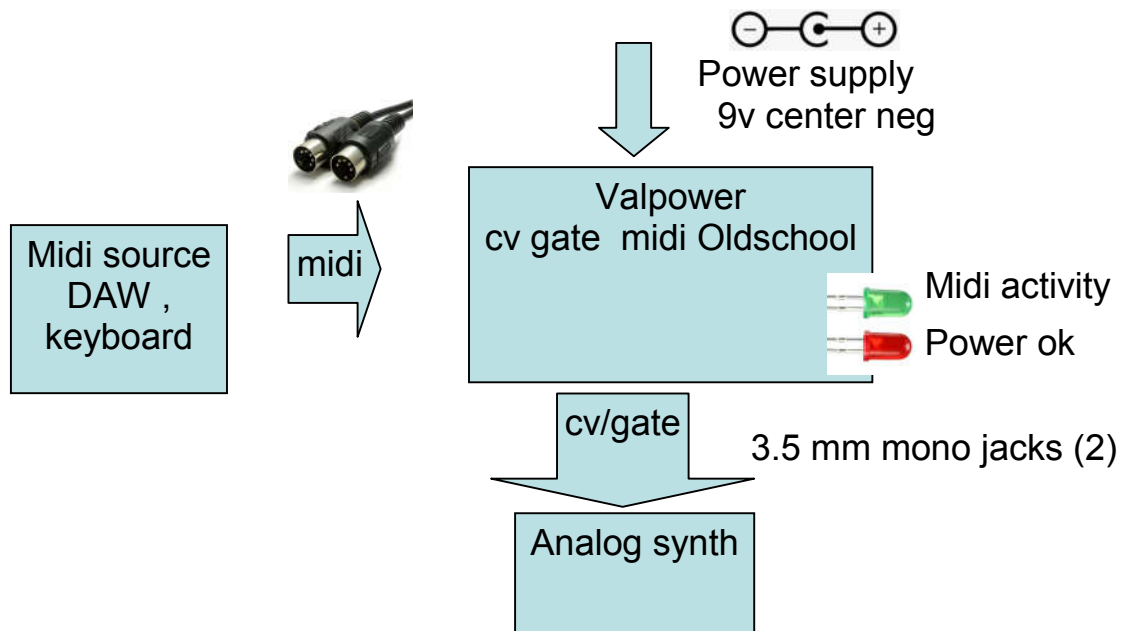 Power supply
9v center neg
Valpower
cv gate midi Oldschool
Midi source
DAW ,
keyboard
midi
Midi activity
Power ok
cv/gate
3.5 mm mono jacks (2)
Analog synth